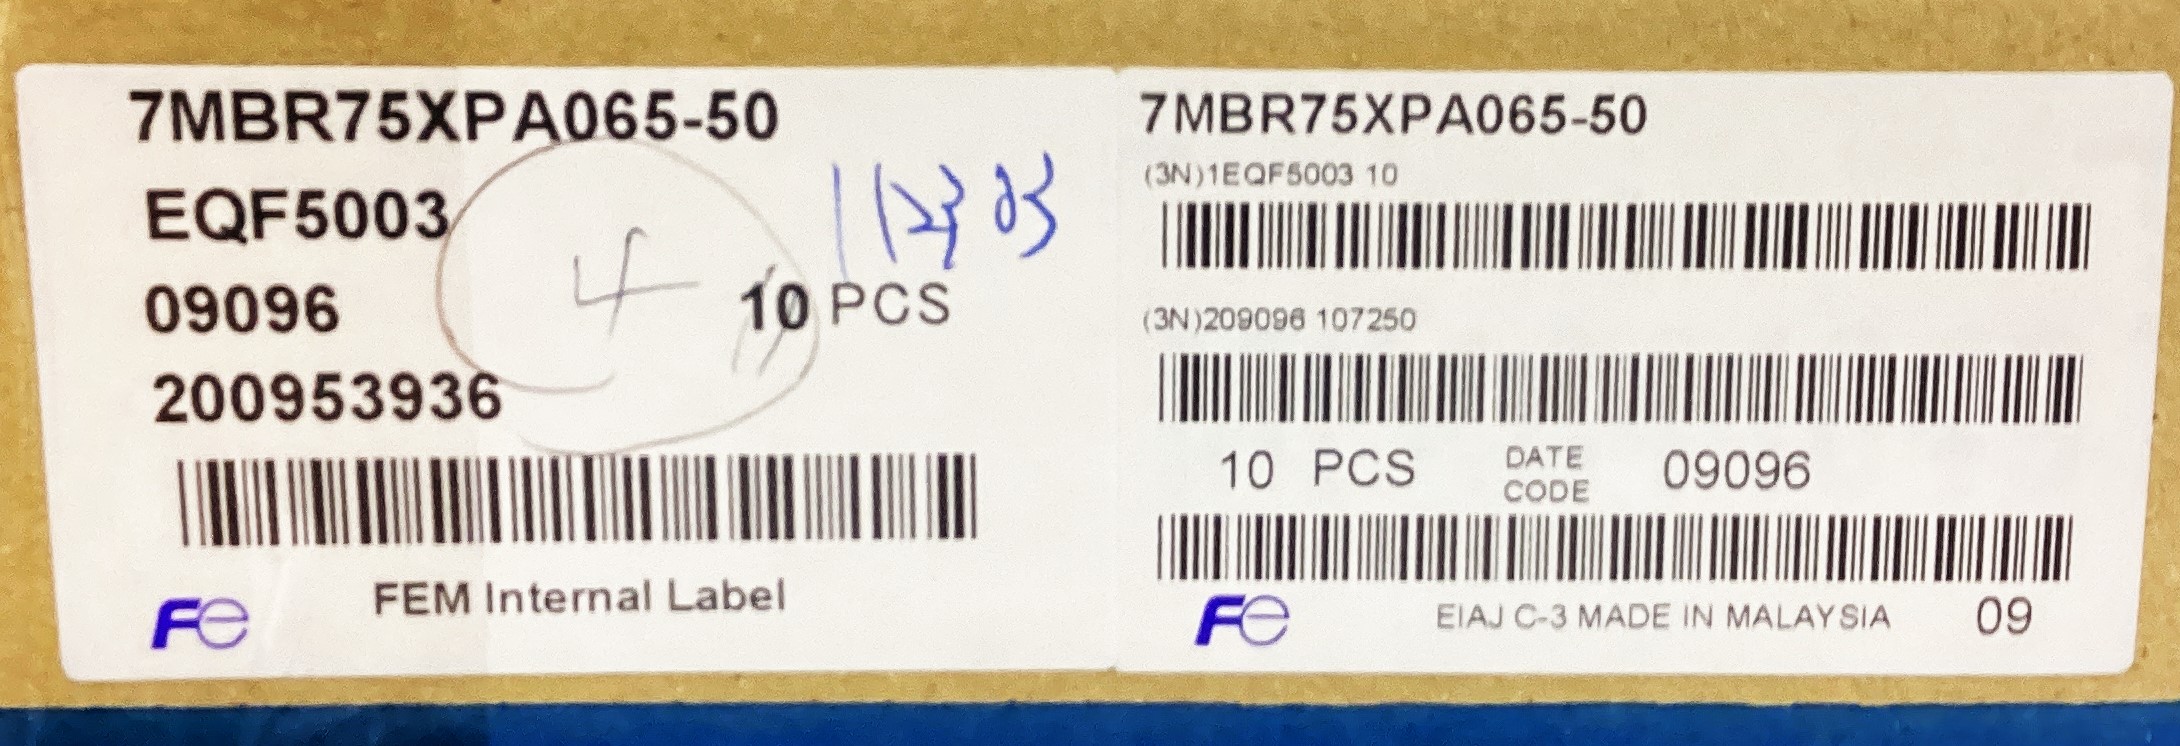 7MBR75XPA065-50
EQF5003
4
09096
10 PCS
200953936
FEM Internal Label
Fe
7MBR75XPA065-50
(3N)1EQF5003 10
(3N)209096 107250
10 PCS DATE CODE 09096
Fe
EIAJ C-3 MADE IN MALAYSIA 09